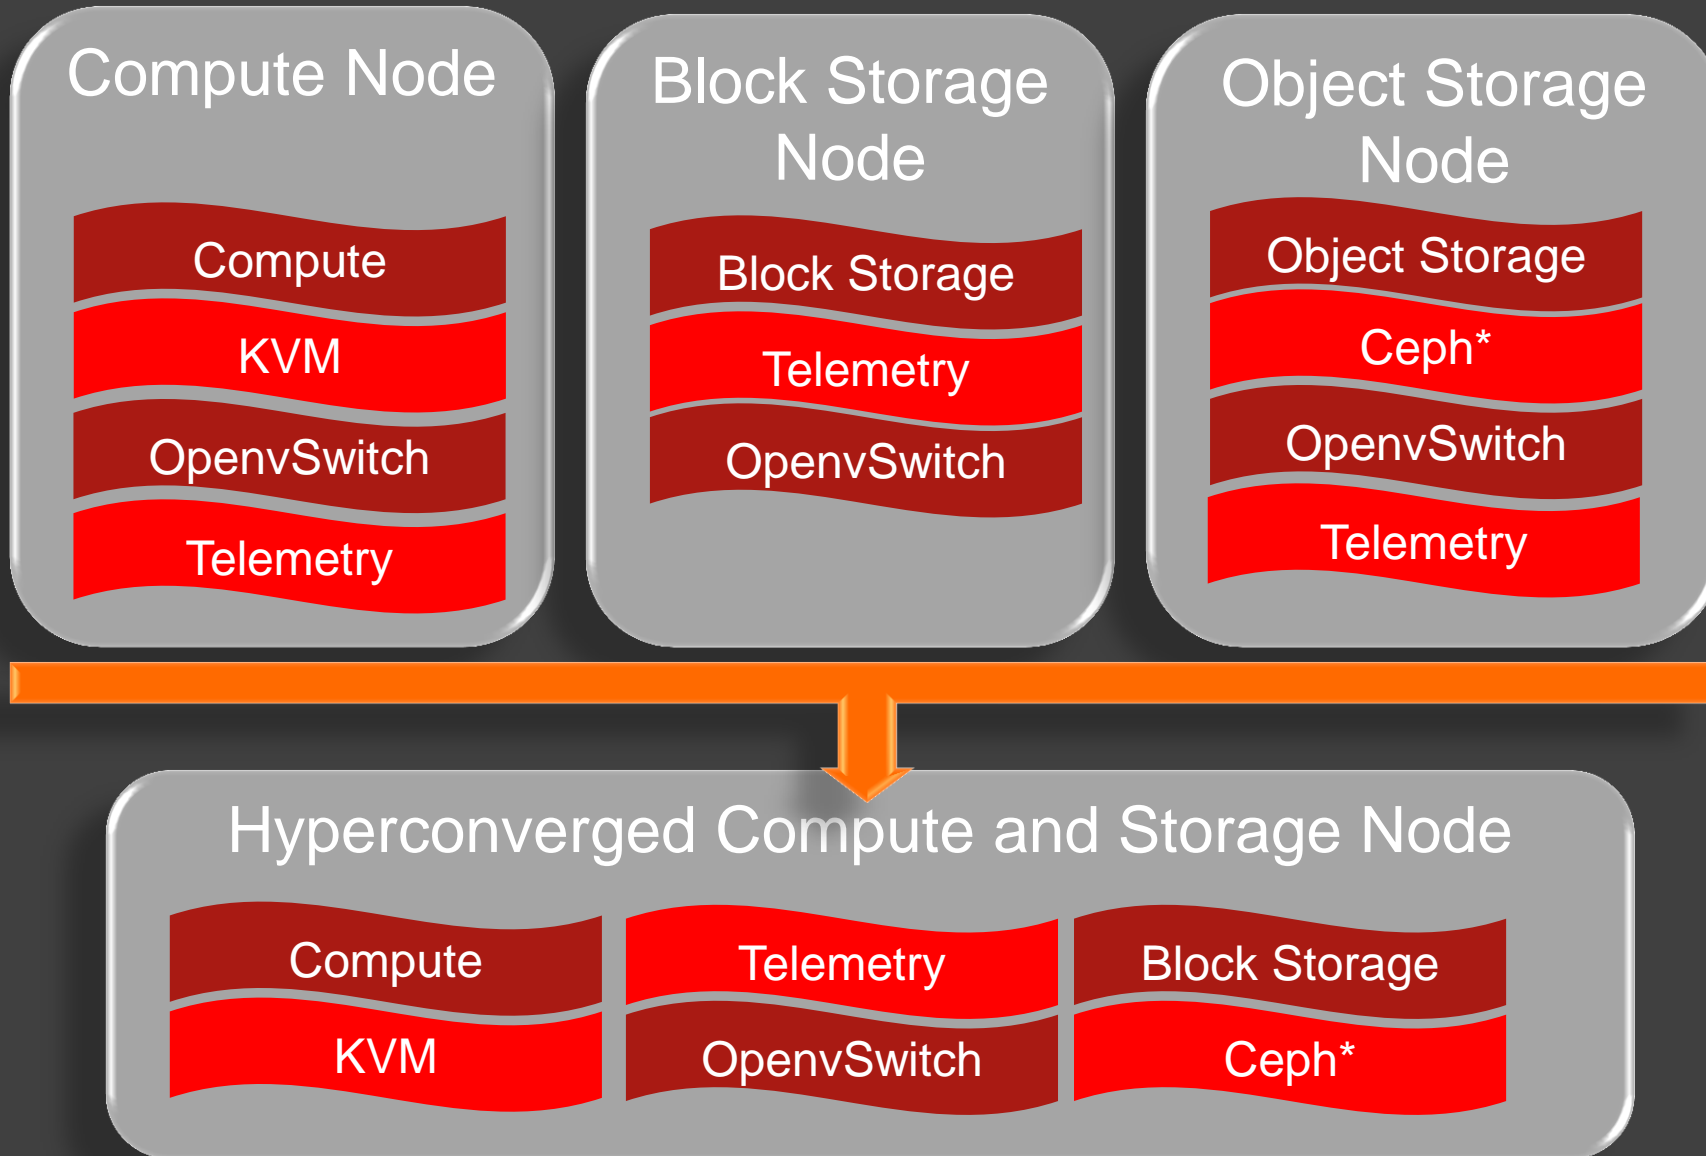 Compute Node
Compute
KVM
OpenvSwitch
Telemetry
Block Storage
Node
Block Storage
Telemetry
OpenvSwitch
Object Storage
Node
Object Storage
Ceph*
OpenvSwitch
Telemetry
Hyperconverged Compute and Storage Node
Compute
KVM
Telemetry
OpenvSwitch
Block Storage
Ceph*